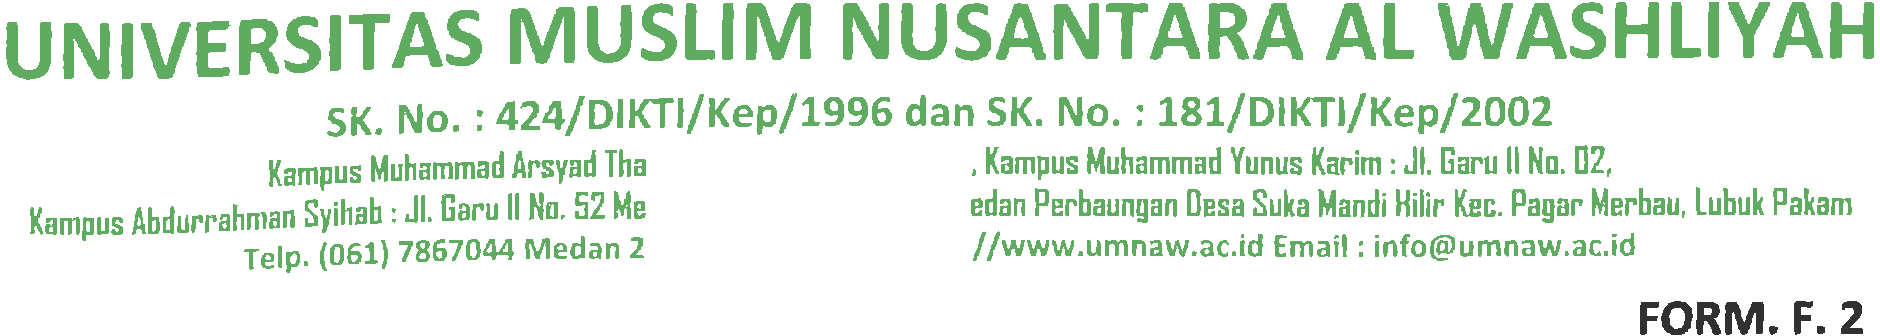 UNIVERSITAS MUSLIM NUSANTARA AL WASHLIYAH
SK. No. : 424/DIKTI/Kep/1996 dan SK. No. : 181/DIKTI/Kep/2002
Kampus Muhammad Arsyad Tha , Kampus Muhammad Yunus Karim : Jl. Garu II No. 02,
Kampus Abdurrahman Syihab : Jl. Garu II No. 52 Me edan Perbaungan Desa Suka Mandi Hilir Kec. Pagar Merbau, Lubuk Pakam
Telp. (061) 7867044 Medan 2 //www.umnaw.ac.id Email : info@umnaw.ac.id
FORM. F. 2